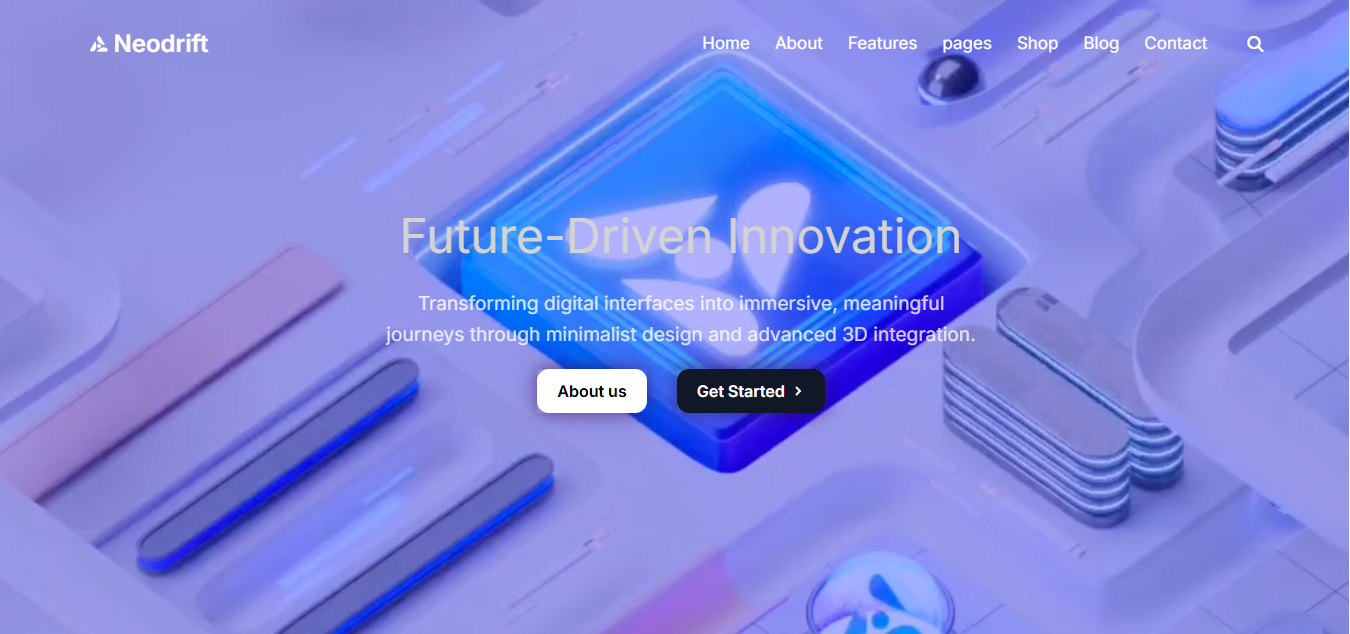 Neodrift
Home About Features pages Shop Blog Contact
Future-Driven Innovation
Transforming digital interfaces into immersive, meaningful
journeys through minimalist design and advanced 3D integration.
About us Get Started